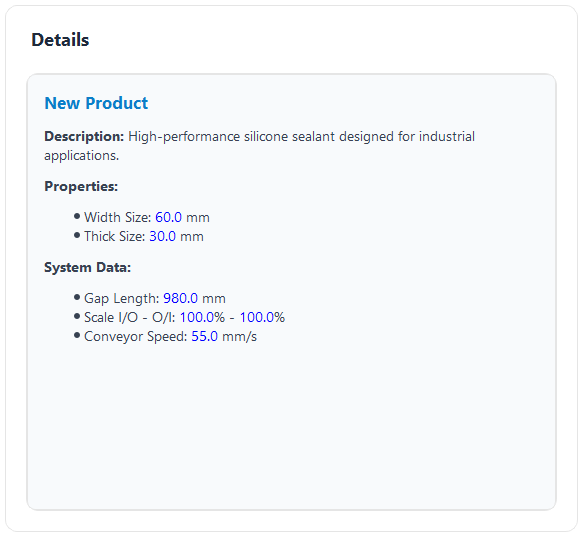 Details
New Product
Description: High-performance silicone sealant designed for industrial
applications.
Properties:
• Width Size: 60.0 mm
• Thick Size: 30.0 mm
System Data:
• Gap Length: 980.0 mm
• Scale I/O - O/I: 100.0% - 100.0%
• Conveyor Speed: 55.0 mm/s